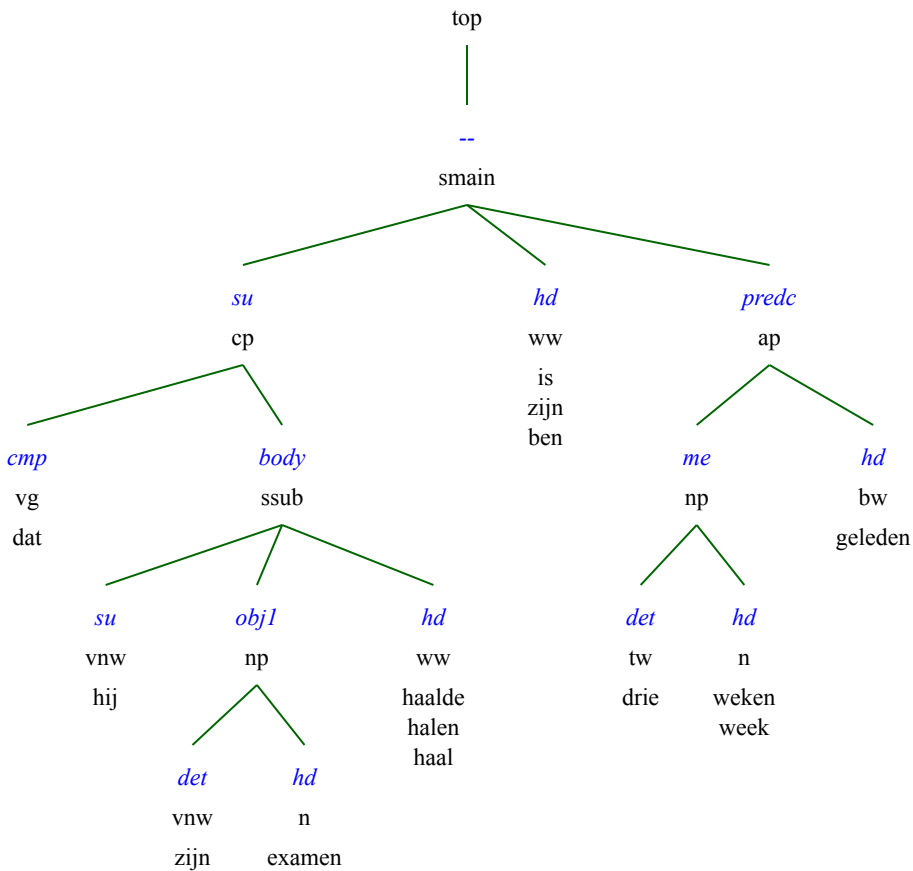 top
--
smain
su hd predc
cp ww ap
is
zijn
ben
cmp body me hd
vg ssub np bw
dat geleden
su obj1 hd det hd
vnw np ww tw n
hij haalde drie weken
halen week
haal
det hd
vnw n
zijn examen